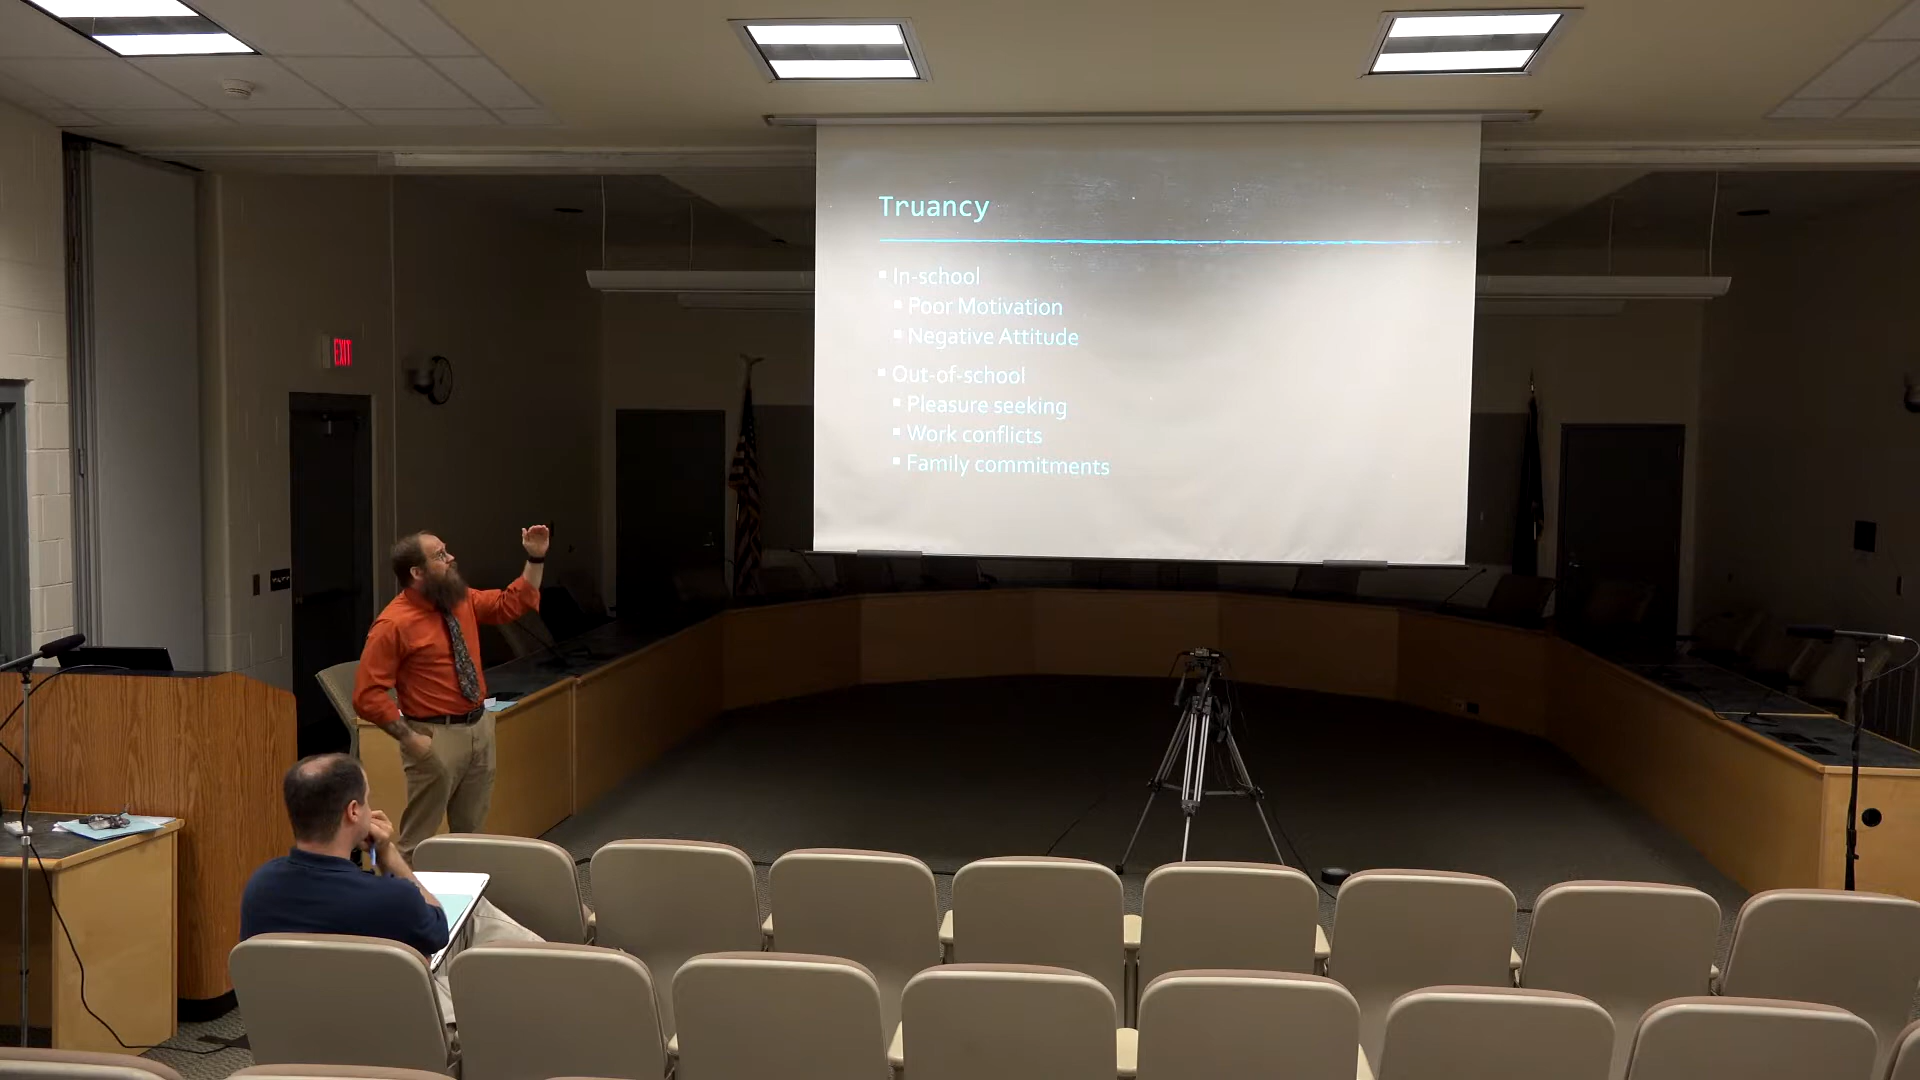 Truancy
In-school
Poor Motivation
Negative Attitude
Out-of-school
Pleasure seeking
Work conflicts
Family commitments
EXIT